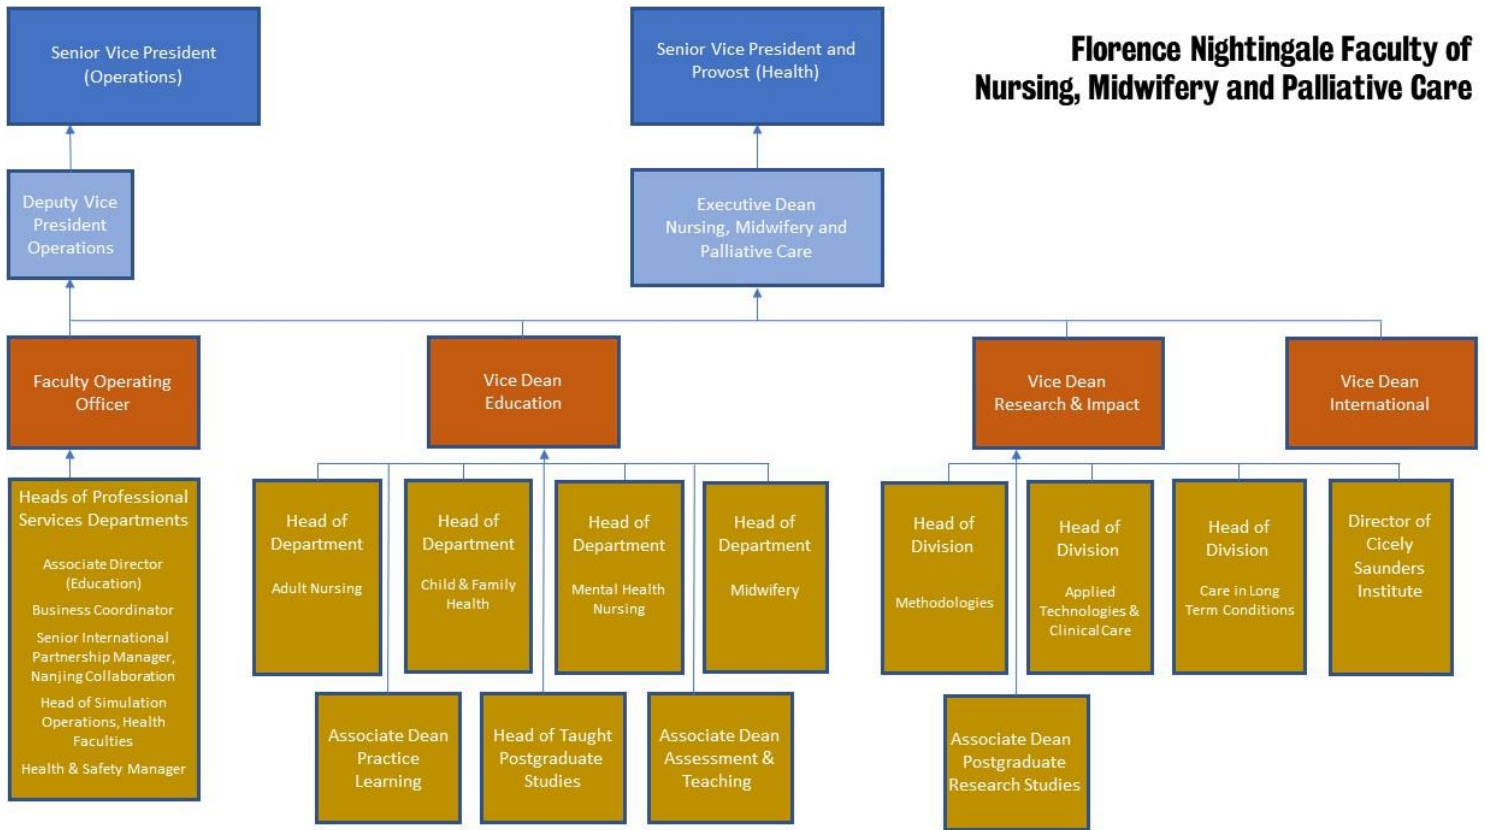 Senior Vice President
(Operations)
Senior Vice President and
Provost (Health)
Florence Nightingale Faculty of
Nursing, Midwifery and Palliative Care
Deputy Vice
President
Operations
Executive Dean
Nursing, Midwifery and
Palliative Care
Faculty Operating
Officer
Vice Dean
Education
Vice Dean
Research & Impact
Vice Dean
International
Heads of Professional
Services Departments
Associate Director
(Education)
Business Coordinator
Senior International
Partnership Manager,
Nanjing Collaboration
Head of Simulation
Operations, Health
Faculties
Health & Safety Manager
Head of
Department
Adult Nursing
Head of
Department
Child & Family
Health
Head of
Department
Mental Health
Nursing
Head of
Department
Midwifery
Head of
Division
Methodologies
Head of
Division
Applied
Technologies &
Clinical Care
Head of
Division
Care in Long
Term Conditions
Director of
Cicely
Saunders
Institute
Associate Dean
Practice
Learning
Head of Taught
Postgraduate
Studies
Associate Dean
Assessment &
Teaching
Associate Dean
Postgraduate
Research Studies